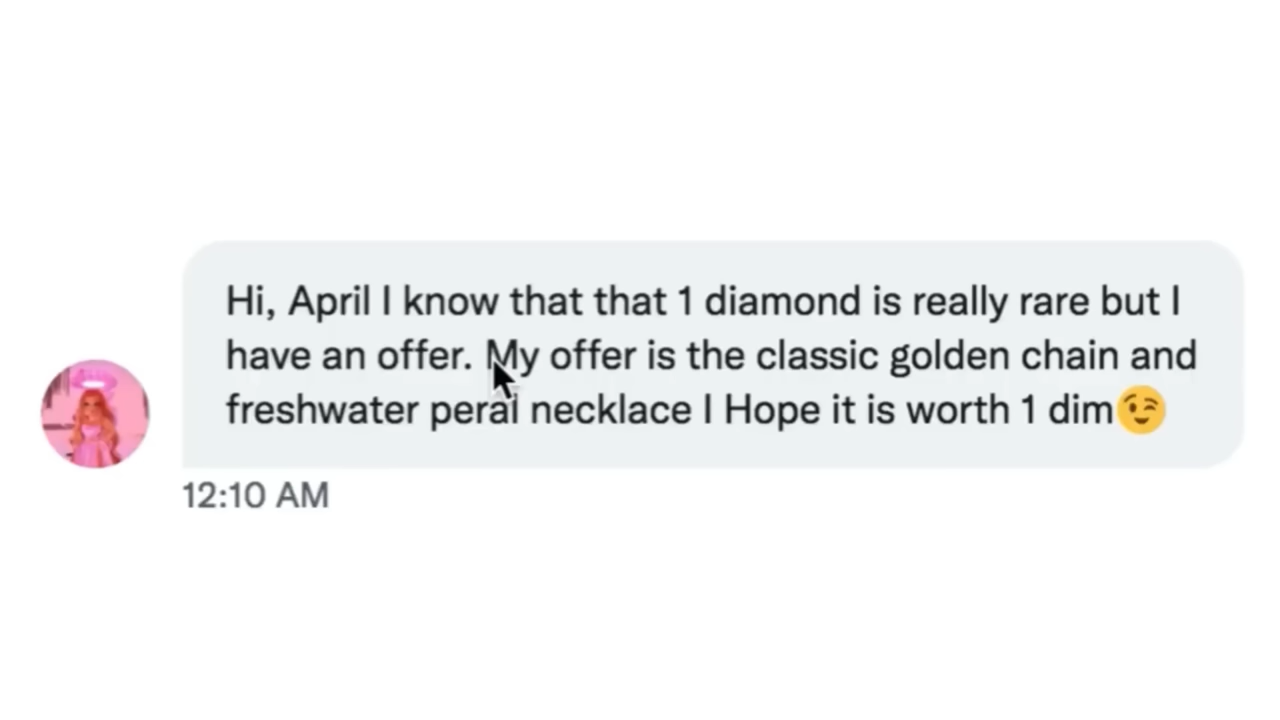 Hi, April I know that that 1 diamond is really rare but I
have an offer. My offer is the classic golden chain and
freshwater peral necklace I Hope it is worth 1 dim😉
12:10 AM